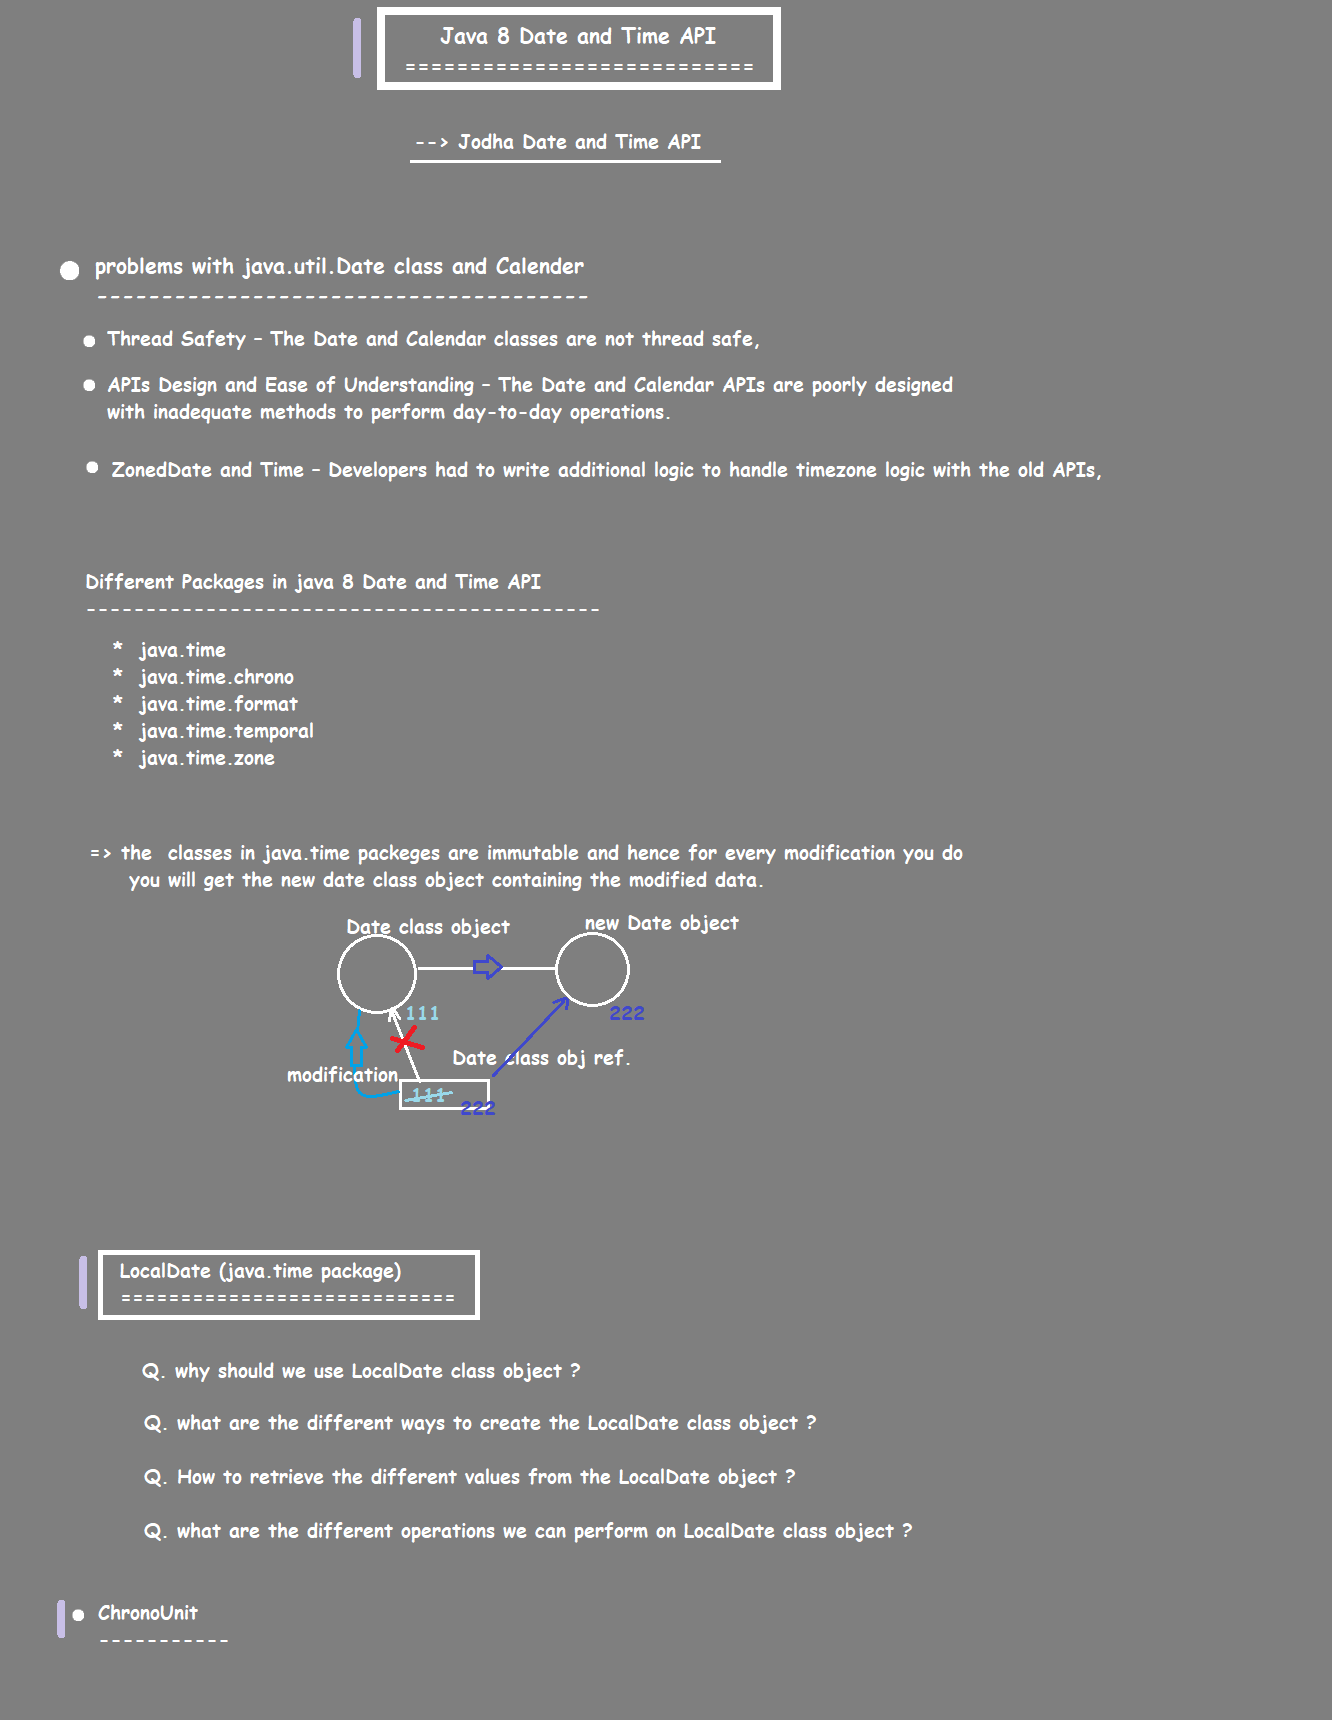 Java 8 Date and Time API
===========================
--> Jodha Date and Time API
problems with java.util.Date class and Calender
--------------------------------------
Thread Safety – The Date and Calendar classes are not thread safe,
APIs Design and Ease of Understanding – The Date and Calendar APIs are poorly designed
with inadequate methods to perform day-to-day operations.
ZonedDate and Time – Developers had to write additional logic to handle timezone logic with the old APIs,
Different Packages in java 8 Date and Time API
-------------------------------------------
* java.time
* java.time.chrono
* java.time.format
* java.time.temporal
* java.time.zone
=> the classes in java.time packeges are immutable and hence for every modification you do
you will get the new date class object containing the modified data.
Date class object
new Date object
111
222
Date class obj ref.
modification
111
222
LocalDate (java.time package)
============================
Q. why should we use LocalDate class object ?
Q. what are the different ways to create the LocalDate class object ?
Q. How to retrieve the different values from the LocalDate object ?
Q. what are the different operations we can perform on LocalDate class object ?
ChronoUnit
-----------